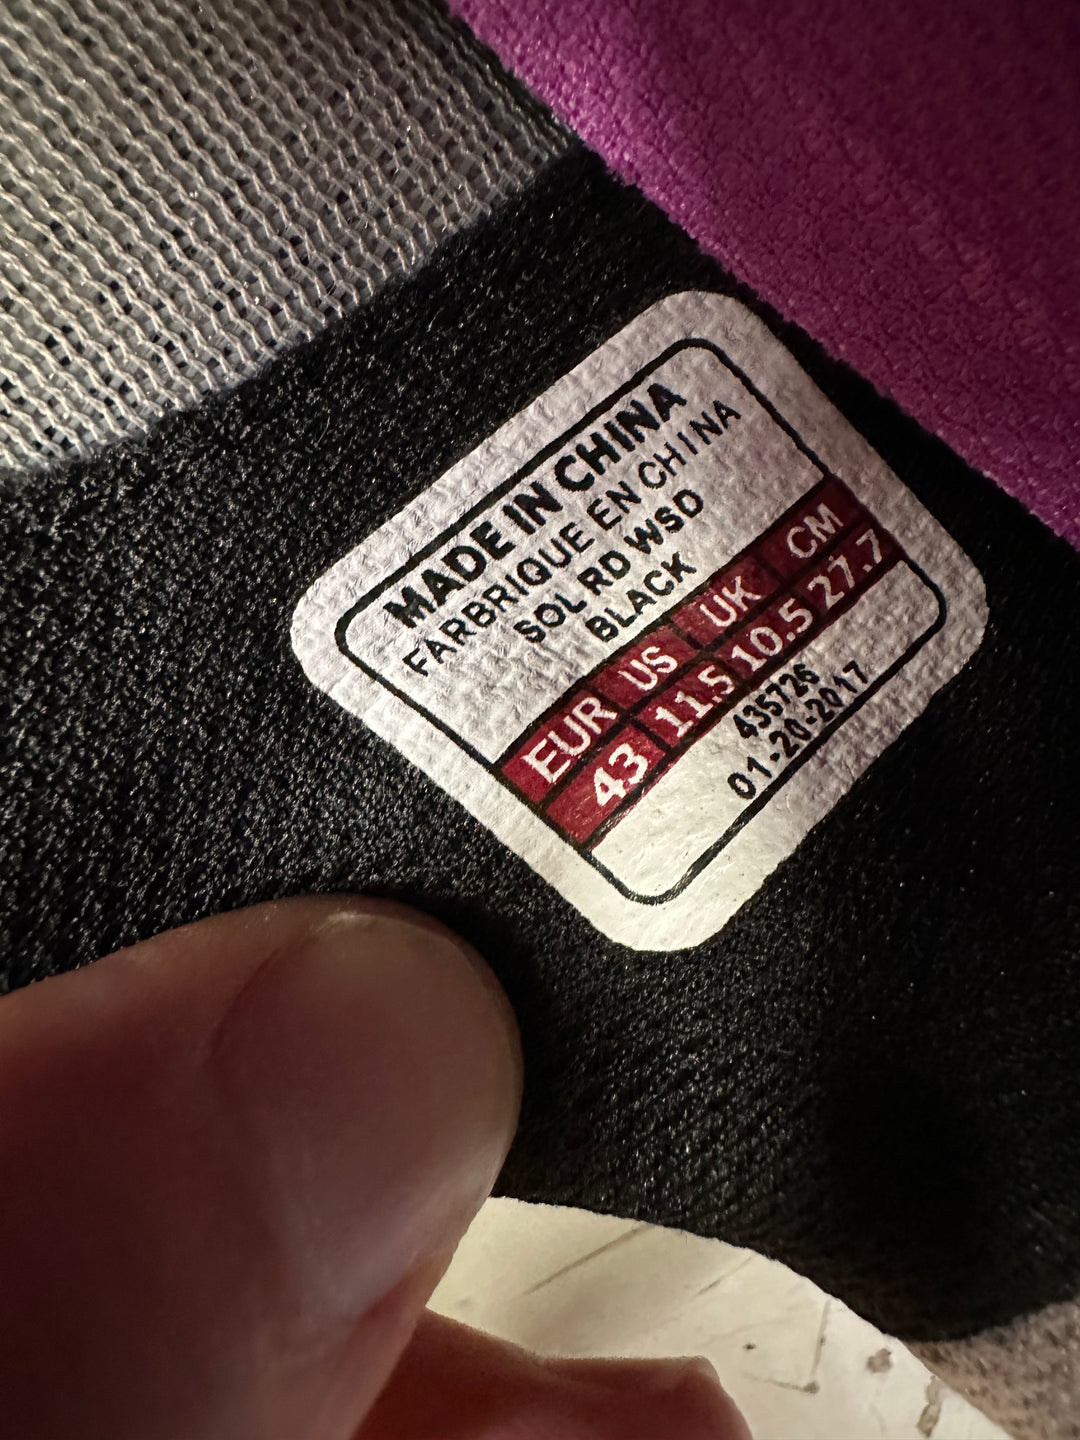 MADE IN CHINA
FARBRIQUE EN CHINA
SOL RD WSD
BLACK
EUR US UK CM
43 11.5 10.5 27.7
435726
01-20-2017